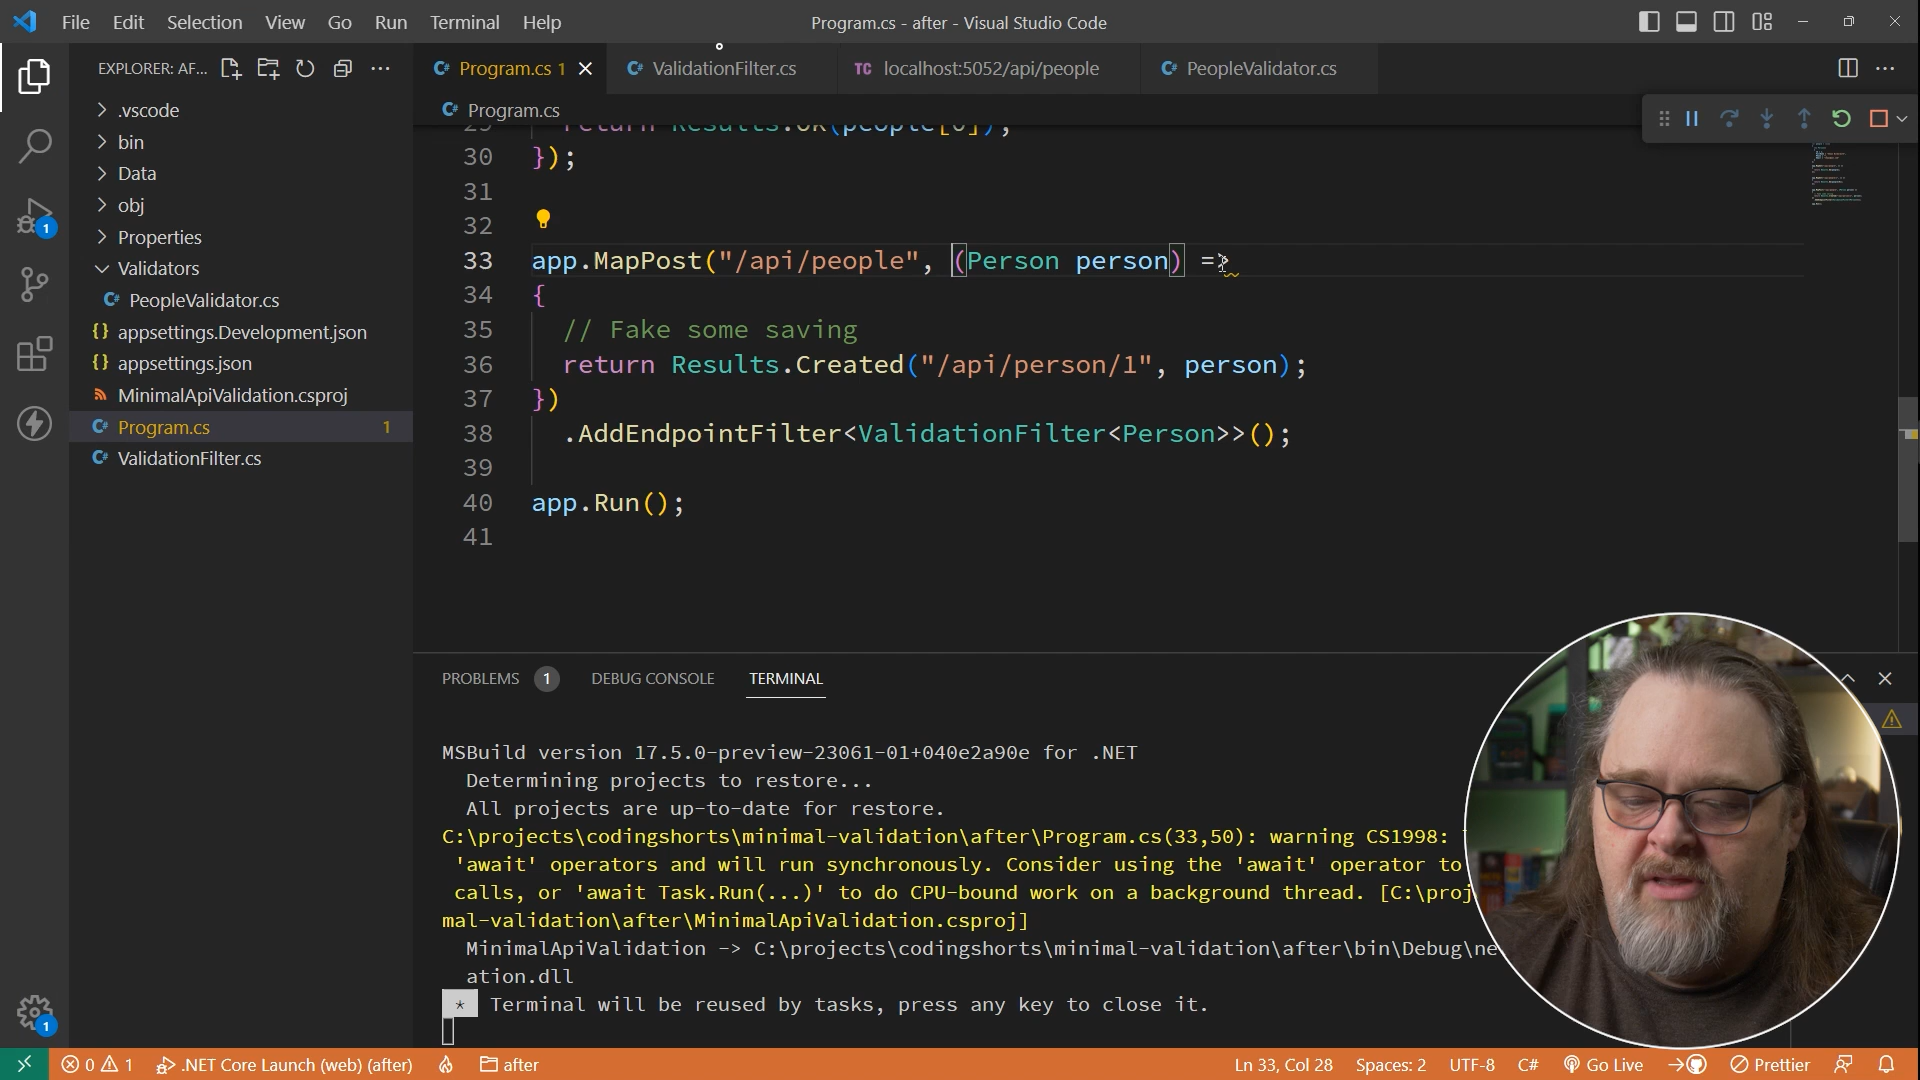 File Edit Selection View Go Run Terminal Help
Program.cs - after - Visual Studio Code
EXPLORER: AF...
Program.cs 1
ValidationFilter.cs
TC localhost:5052/api/people
PeopleValidator.cs
Program.cs
.vscode
bin
Data
obj
Properties
Validators
PeopleValidator.cs
{} appsettings.Development.json
{} appsettings.json
MinimalApiValidation.csproj
Program.cs 1
ValidationFilter.cs
29 return Results.Ok(people[0]);
30 });
31
32
33 app.MapPost("/api/people", (Person person) =>
34 {
35 // Fake some saving
36 return Results.Created("/api/person/1", person);
37 })
38 .AddEndpointFilter<ValidationFilter<Person>>();
39
40 app.Run();
41
PROBLEMS 1 DEBUG CONSOLE TERMINAL
MSBuild version 17.5.0-preview-23061-01+040e2a90e for .NET
Determining projects to restore...
All projects are up-to-date for restore.
C:\projects\codingshorts\minimal-validation\after\Program.cs(33,50): warning CS1998:
'await' operators and will run synchronously. Consider using the 'await' operator to
calls, or 'await Task.Run(...)' to do CPU-bound work on a background thread. [C:\proj
mal-validation\after\MinimalApiValidation.csproj]
MinimalApiValidation -> C:\projects\codingshorts\minimal-validation\after\bin\Debug\ne
ation.dll
* Terminal will be reused by tasks, press any key to close it.
1
1
0 1 .NET Core Launch (web) (after) after Ln 33, Col 28 Spaces: 2 UTF-8 C# Go Live Prettier